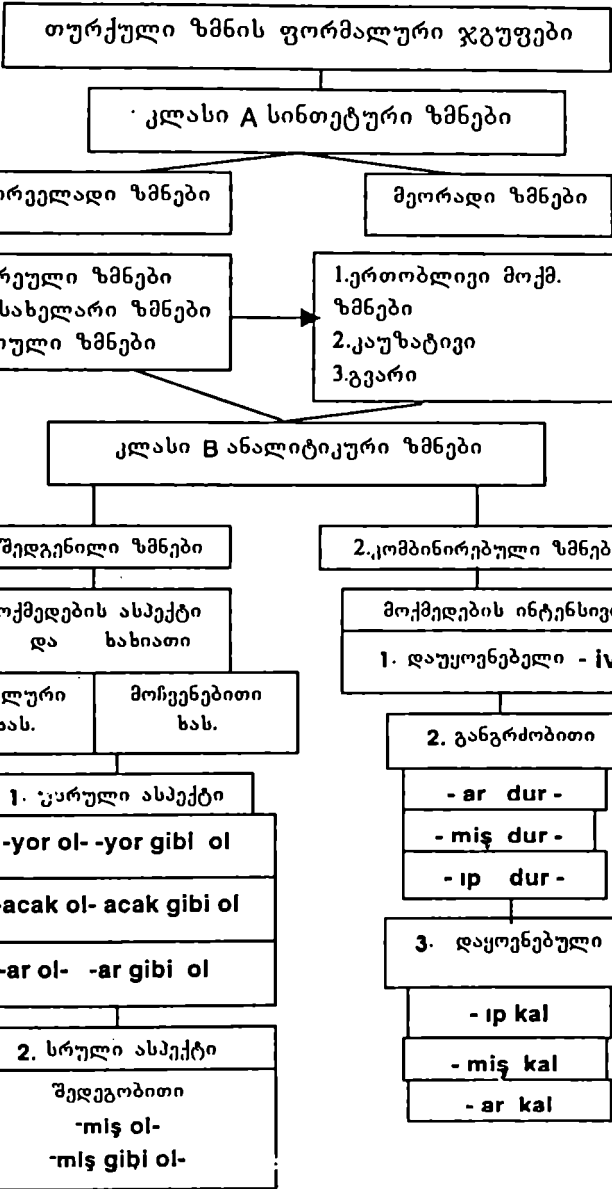 თურქული ზმნის ფორმალური ჯგუფები
კლასი A სინთეტური ზმნები
ზმნები
მეორადი ზმნები
ზმნები
ზმნები
ზმნები
1.ერთობლივი მოქმ.
ზმნები
2.კაუზატივი
3.გვარი
კლასი B ანალიტიკური ზმნები
შედგენილი ზმნები
ასპექტი
და ხასიათი
ხას.
მოჩვენებითი
ხას.
1. ასპექტი
-yor ol- -yor gibi ol
-acak ol- acak gibi ol
-ar ol- -ar gibi ol
2. სრული ასპექტი
შედეგობითი
-miş ol-
-miş gibi ol-
2.კომბინირებული
მოქმედების
1. დაუყოვნებელი
2. განგრძობითი
- ar dur -
- miş dur -
- ıp dur -
3. დაყოვნებული
- ıp kal
- miş kal
- ar kal